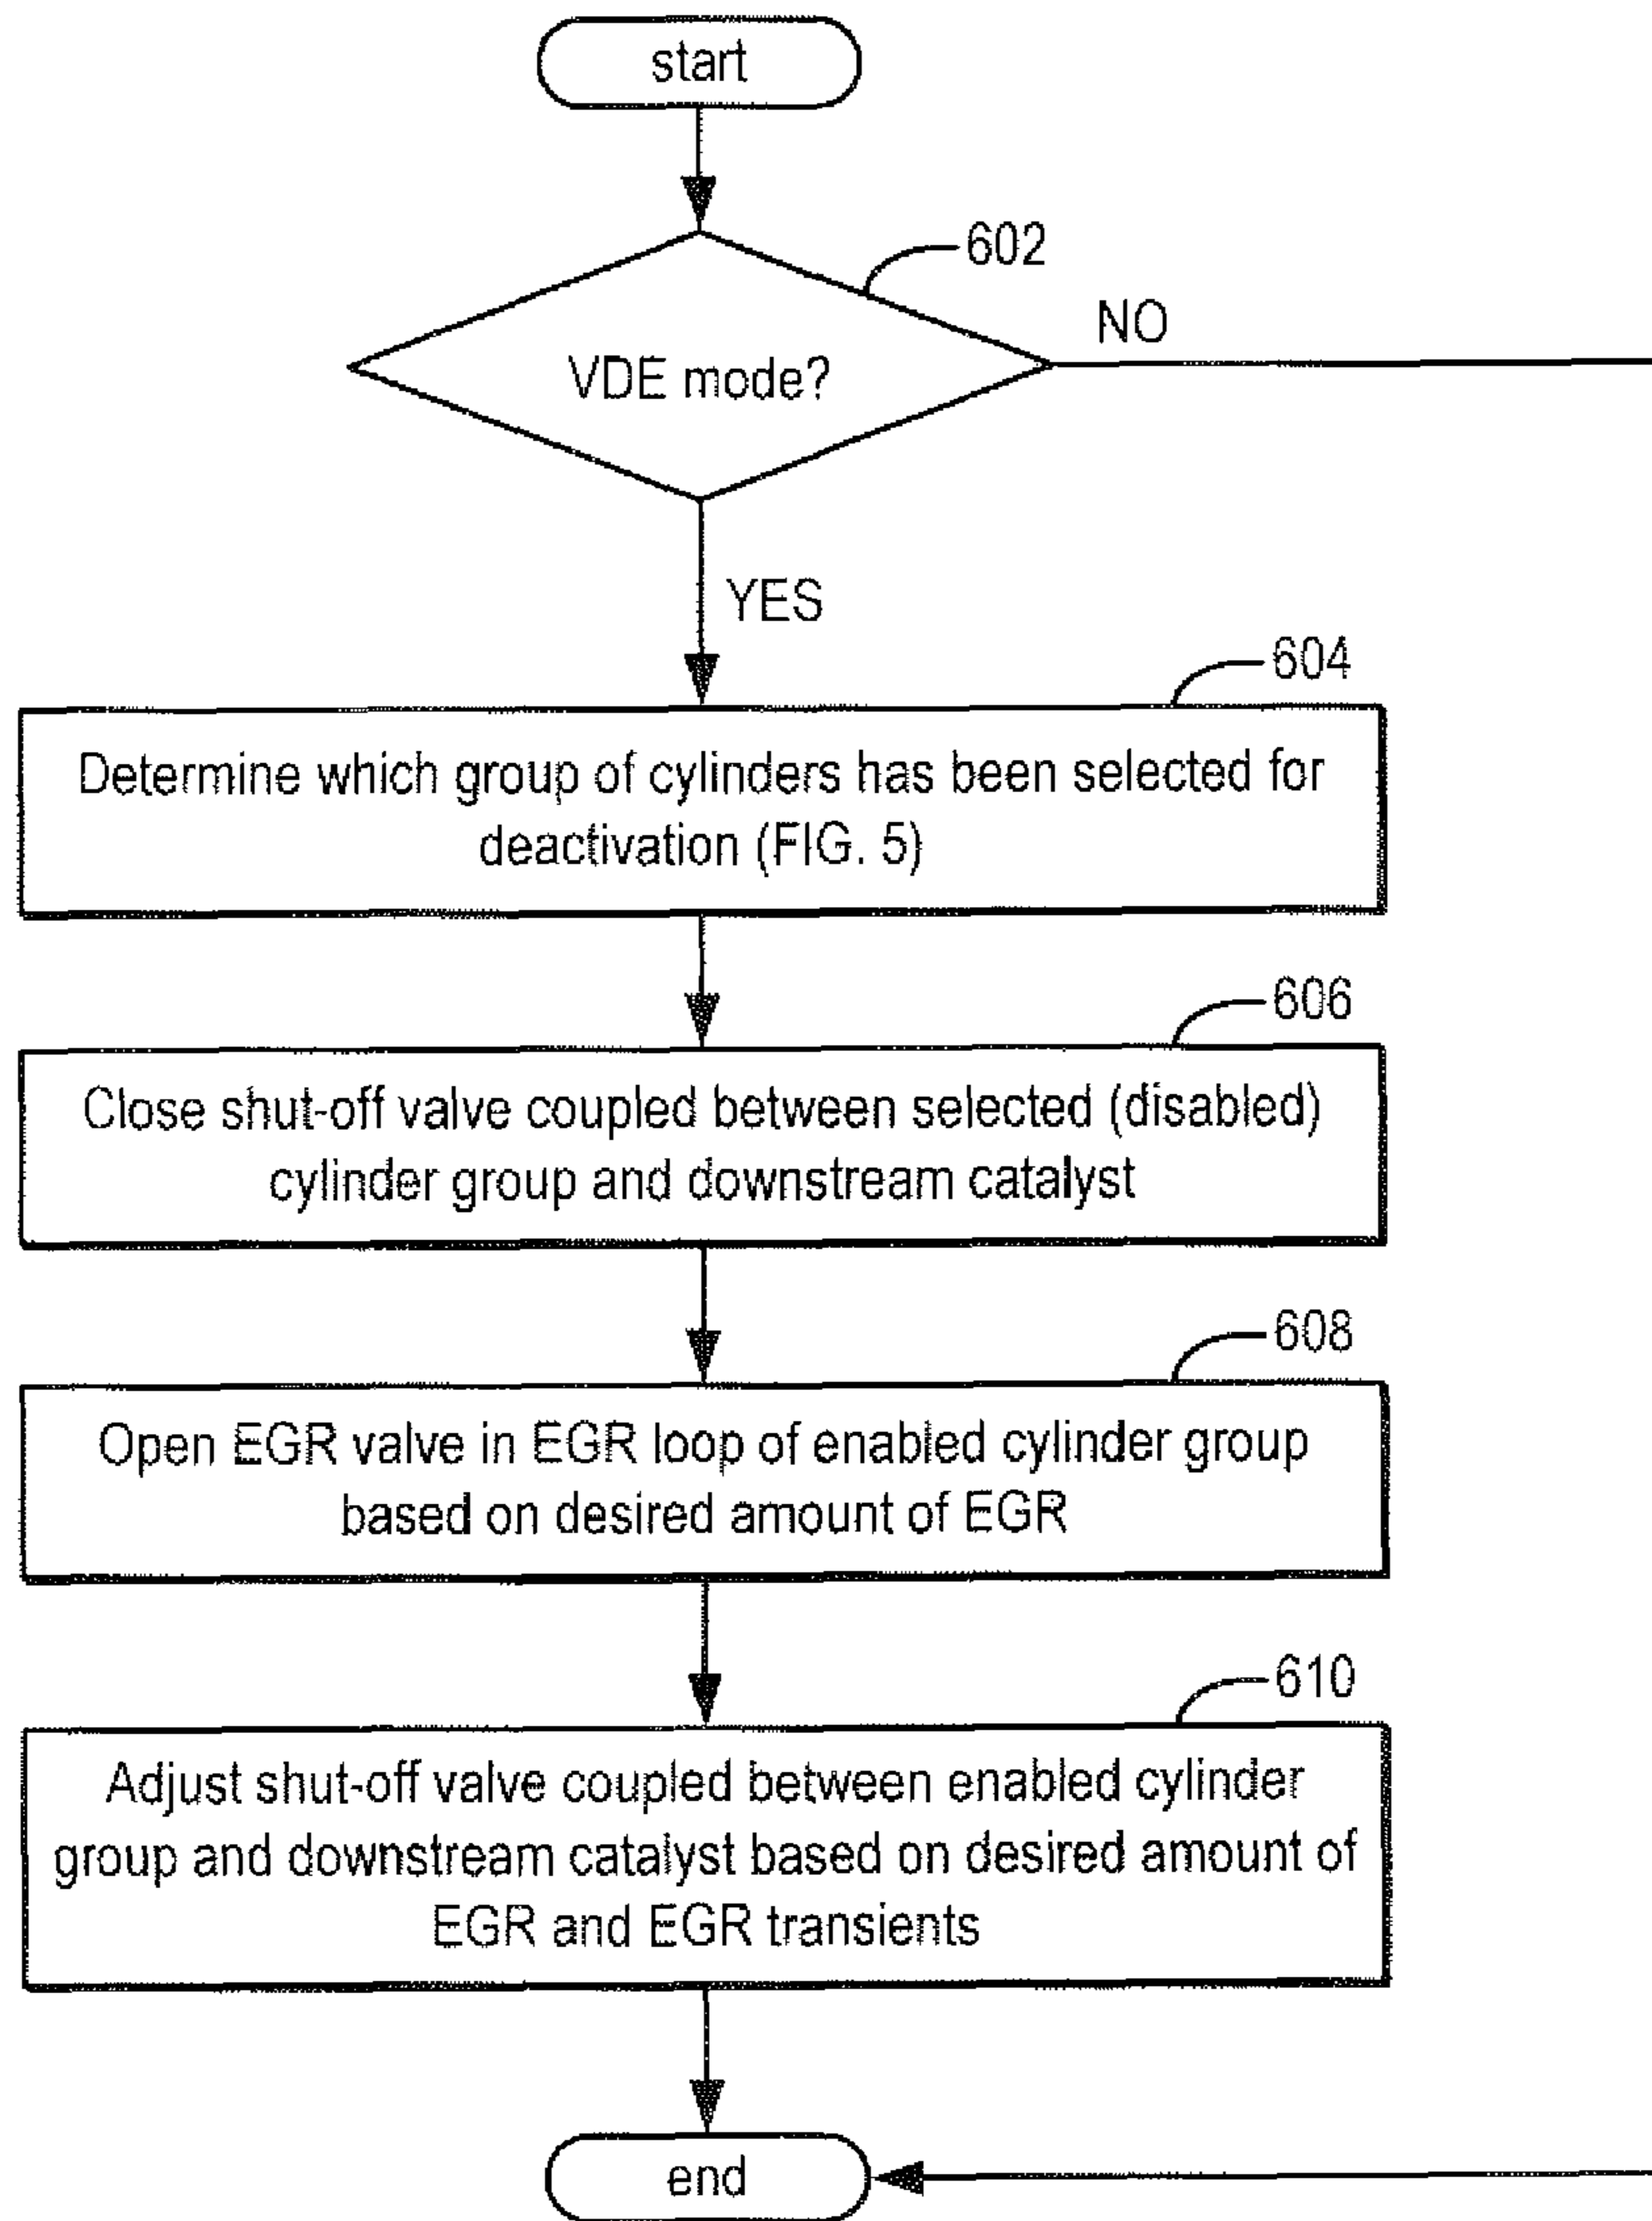 start
602
VDE mode?
NO
YES
604
Determine which group of cylinders has been selected for
deactivation (FIG. 5)
606
Close shut-off valve coupled between selected (disabled)
cylinder group and downstream catalyst
608
Open EGR valve in EGR loop of enabled cylinder group
based on desired amount of EGR
610
Adjust shut-off valve coupled between enabled cylinder
group and downstream catalyst based on desired amount of
EGR and EGR transients
end